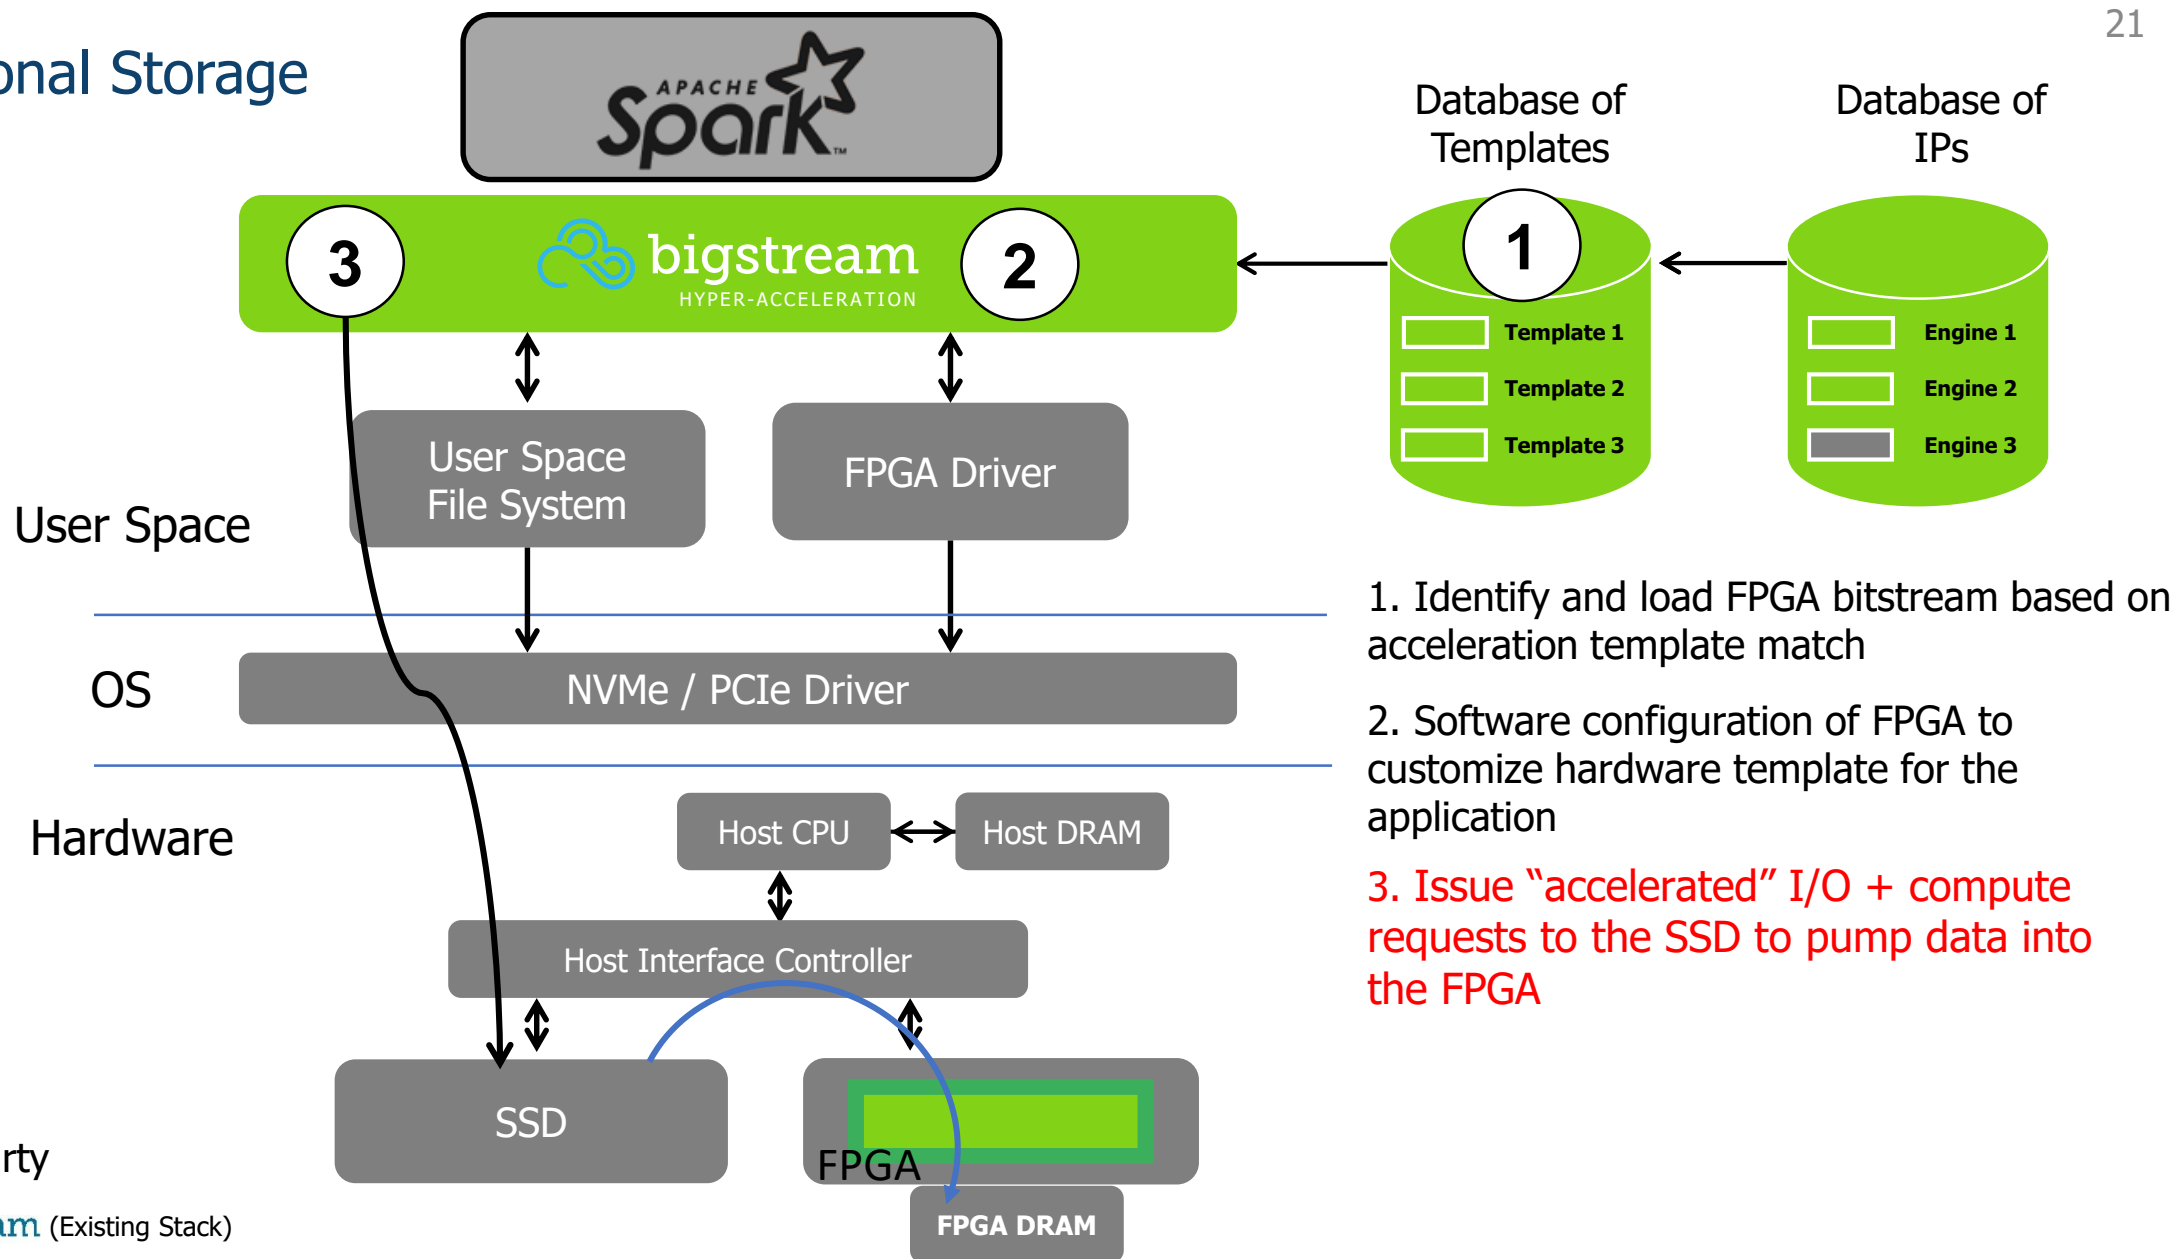 21
onal Storage
APACHE
Spark
TM
Database of
Templates
Database of
IPs
3
bigstream
HYPER-ACCELERATION
2
1
Template 1
Template 2
Template 3
Engine 1
Engine 2
Engine 3
User Space
File System
FPGA Driver
User Space
OS
NVMe / PCIe Driver
Hardware
Host CPU
Host DRAM
Host Interface Controller
SSD
FPGA
FPGA DRAM
1. Identify and load FPGA bitstream based on
acceleration template match
2. Software configuration of FPGA to
customize hardware template for the
application
3. Issue “accelerated” I/O + compute
requests to the SSD to pump data into
the FPGA
rty
am (Existing Stack)